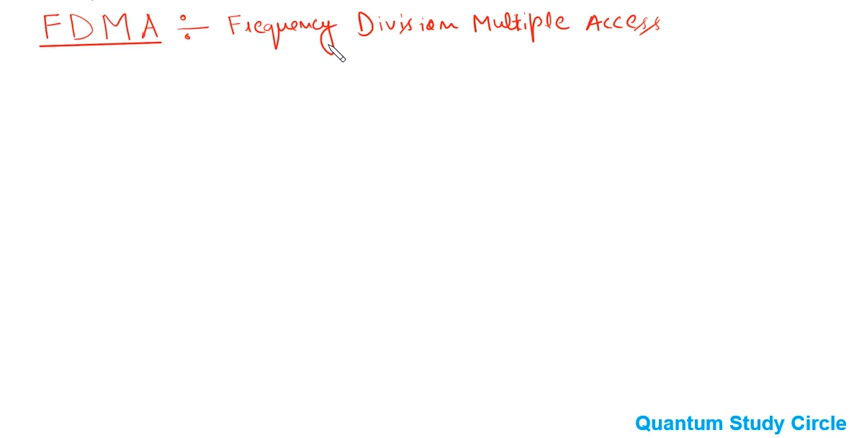 FDMA ÷ Frequency Division Multiple Access
Quantum Study Circle